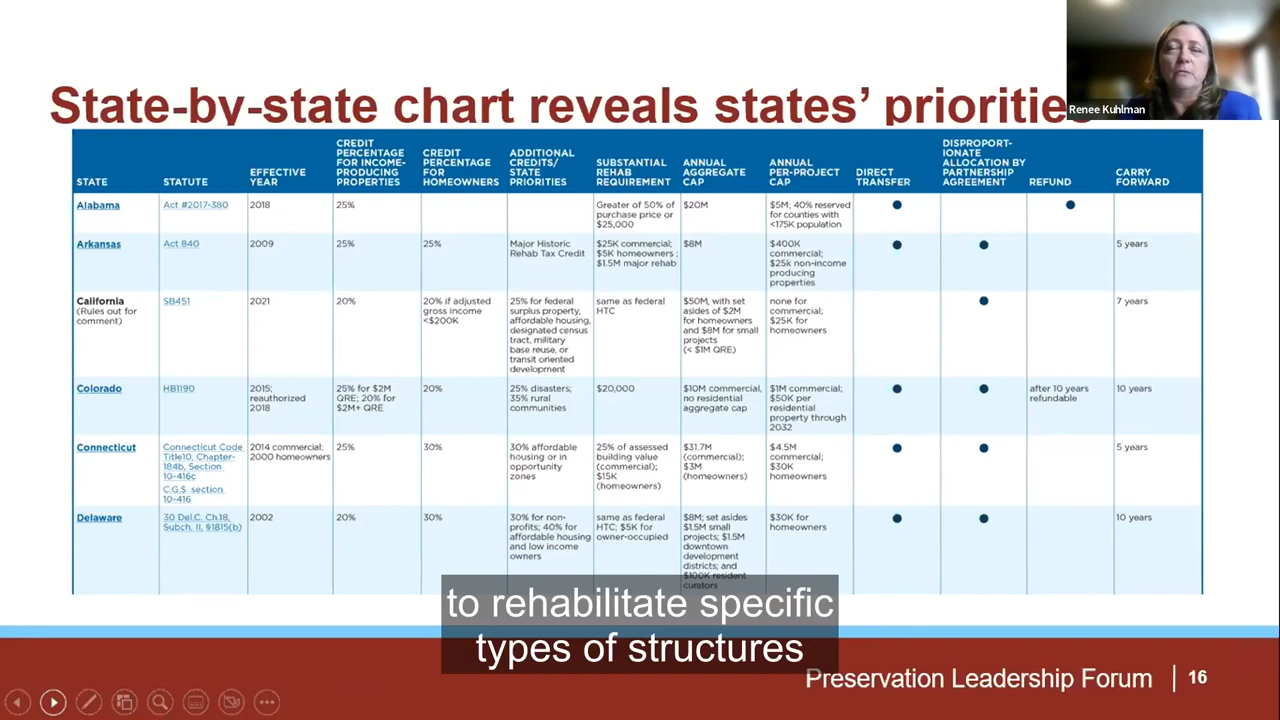 State-by-state chart reveals states' priorities
Renee Kuhlman
STATE
STATUTE
EFFECTIVE
YEAR
CREDIT
PERCENTAGE
FOR INCOME-
PRODUCING
PROPERTIES
CREDIT
PERCENTAGE
FOR
HOMEOWNERS
ADDITIONAL
CREDITS/
STATE
PRIORITIES
SUBSTANTIAL
REHAB
REQUIREMENT
ANNUAL
AGGREGATE
CAP
ANNUAL
PER-PROJECT
CAP
DIRECT
TRANSFER
DISPROPORT-
IONATE
ALLOCATION BY
PARTNERSHIP
AGREEMENT
REFUND
CARRY
FORWARD
Alabama
Act #2017-380
2018
25%
Greater of 50% of
purchase price or
$25,000
$20M
$5M; 40% reserved
for counties with
<175K population
Arkansas
Act 840
2009
25%
25%
Major Historic
Rehab Tax Credit
$25K commercial;
$5K homeowners ;
$1.5M major rehab
$8M
$400K
commercial;
$25k non-income
producing
properties
5 years
California
(Rules out for
comment)
SB451
2021
20%
20% if adjusted
gross income
<$200K
25% for federal
surplus property,
affordable housing,
designated census
tract, military
base reuse, or
transit oriented
development
same as federal
HTC
$50M, with set
asides of $2M
for homeowners
and $8M for small
projects
(< $1M QRE)
none for
commercial;
$25K for
homeowners
7 years
Colorado
HB1190
2015;
reauthorized
2018
25% for $2M
QRE; 20% for
$2M+ QRE
20%
25% disasters;
35% rural
communities
$20,000
$10M commercial,
no residential
aggregate cap
$1M commercial;
$50K per
residential
property through
2032
after 10 years
refundable
10 years
Connecticut
Connecticut Code
Title10, Chapter-
184b, Section
10-416c
C.G.S. section
10-416
2014 commercial;
2000 homeowners
25%
30%
30% affordable
housing or in
opportunity
zones
25% of assessed
building value
(commercial);
$15K
(homeowners)
$31.7M
(commercial);
$3M
(homeowners)
$4.5M
commercial;
$30K
homeowners
5 years
Delaware
30 Del.C. Ch.18,
Subch. II, §1815(b)
2002
20%
30%
30% for non-
profits; 40% for
affordable housing
and low income
owners
same as federal
HTC; $5K for
owner-occupied
$8M; set asides
$1.5M small
projects; $1.5M
downtown
development
districts; and
$100K resident
curators
$30K for
homeowners
10 years
to rehabilitate specific
types of structures
Preservation Leadership Forum | 16